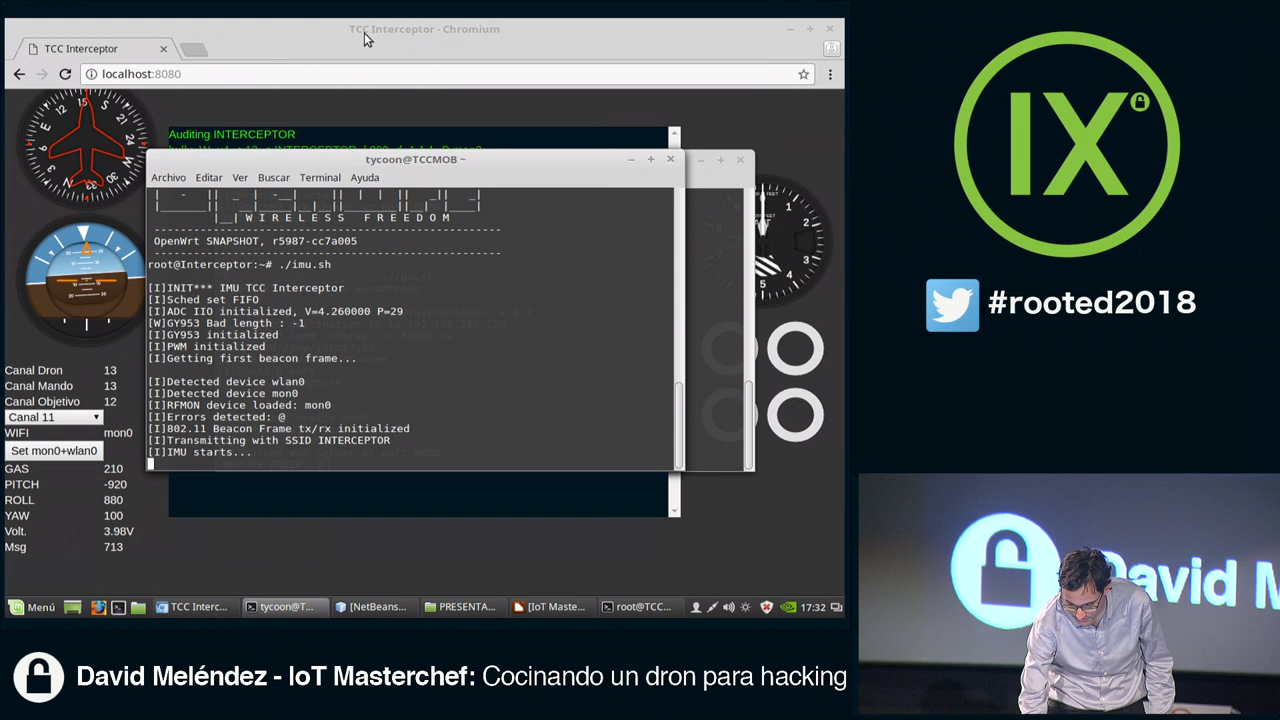 TCC Interceptor - Chromium
TCC Interceptor
localhost:8080
Auditing INTERCEPTOR
tycoon@TCCMOB ~
Archivo Editar Ver Buscar Terminal Ayuda
|__| W I R E L E S S   F R E E D O M
-----------------------------------------------------
OpenWrt SNAPSHOT, r5987-cc7a005
-----------------------------------------------------
root@Interceptor:~# ./imu.sh
[I]INIT*** IMU TCC Interceptor
[I]Sched set FIFO
[I]ADC IIO initialized, V=4.260000 P=29
[W]GY953 Bad length : -1
[I]GY953 initialized
[I]PWM initialized
[I]Getting first beacon frame...
[I]Detected device wlan0
[I]Detected device mon0
[I]RFMON device loaded: mon0
[I]Errors detected: @
[I]802.11 Beacon Frame tx/rx initialized
[I]Transmitting with SSID INTERCEPTOR
[I]IMU starts...
Canal Dron 13
Canal Mando 13
Canal Objetivo 12
Canal 11
WIFI mon0
Set mon0+wlan0
GAS 210
PITCH -920
ROLL 880
YAW 100
Volt. 3.98V
Msg 713
Menú
TCC Interc...
tycoon@T...
[NetBeans...
PRESENTA...
[IoT Maste...
root@TCC...
17:32
IX
#rooted2018
David M
David Meléndez - IoT Masterchef: Cocinando un dron para hacking